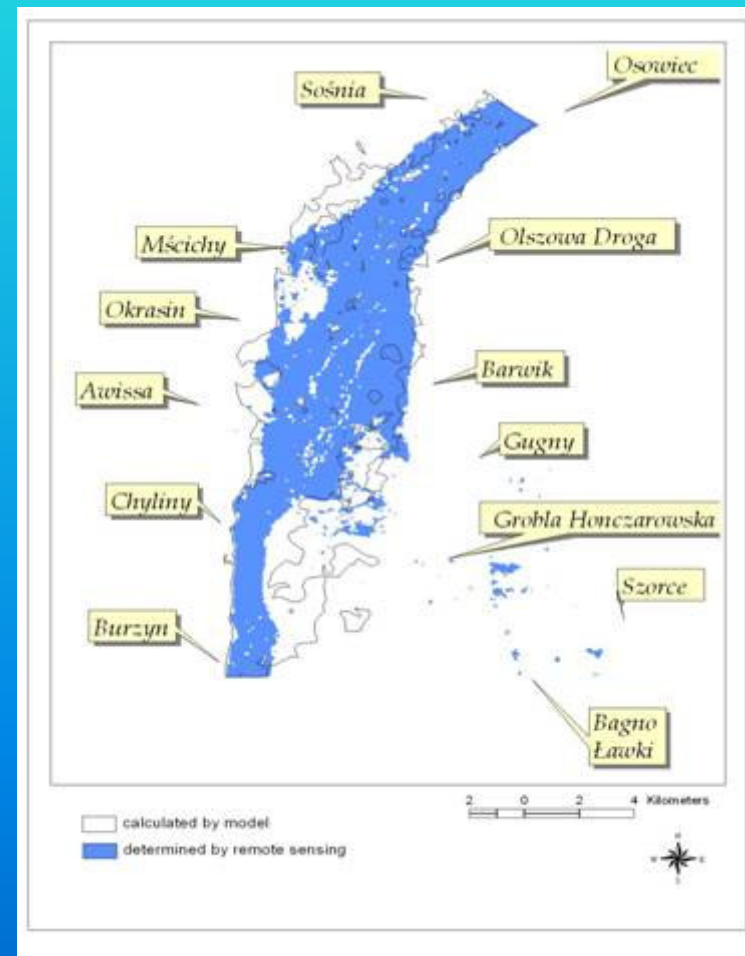 Osowiec
Sośnia
Mścichy
Olszowa Droga
Okrasin
Awissa
Barwik
Gugny
Chyliny
Grobla Honczarowska
Szorce
Burzyn
Bagno
Ławki
2 0 2 4 Kilometers
calculated by model
determined by remote sensing
N
W E
S